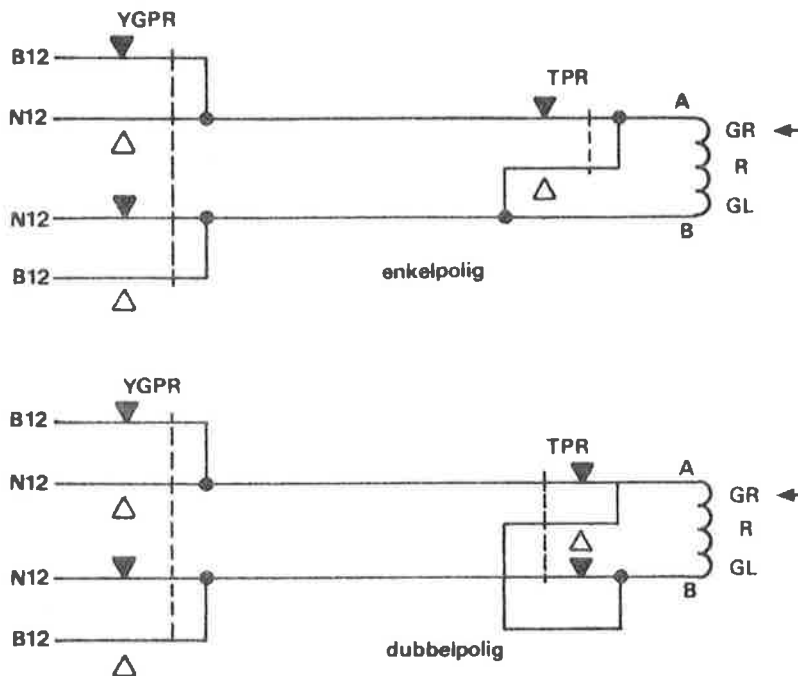 YGPR
B12
TPR
N12
A
GR
R
N12
GL
B
B12
enkelpolig
YGPR
B12
TPR
N12
A
GR
R
N12
GL
B
B12
dubbelpolig